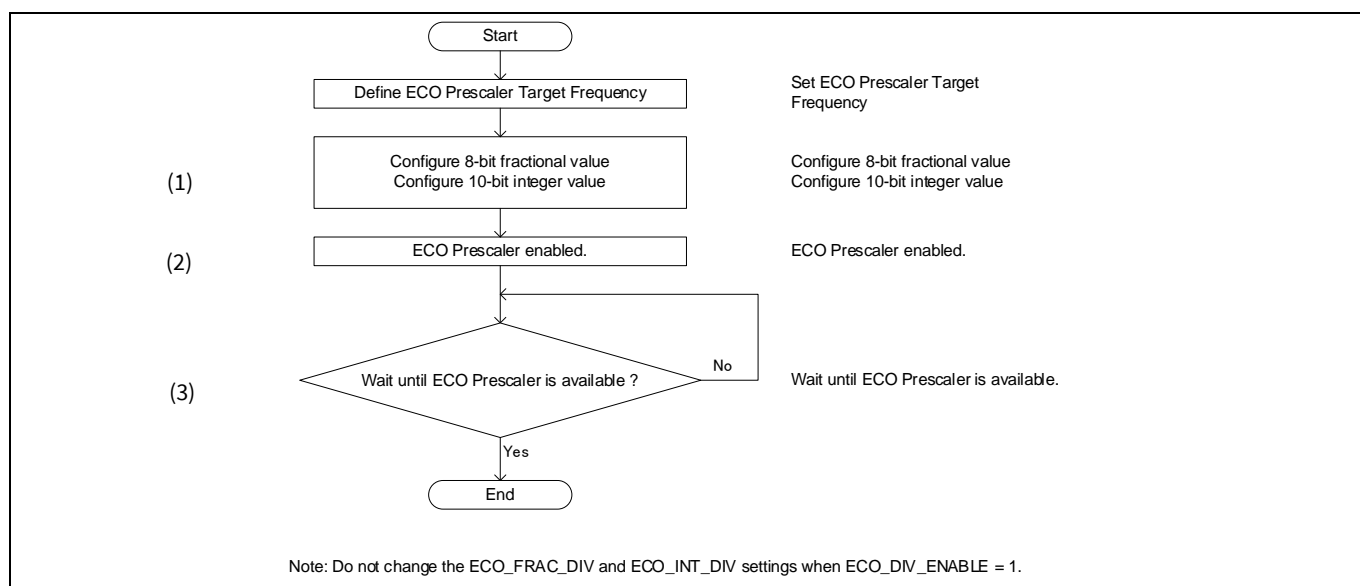 Start
Define ECO Prescaler Target Frequency
Set ECO Prescaler Target
Frequency
(1)
Configure 8-bit fractional value
Configure 10-bit integer value
Configure 8-bit fractional value
Configure 10-bit integer value
(2)
ECO Prescaler enabled.
ECO Prescaler enabled.
(3)
Wait until ECO Prescaler is available ?
No
Wait until ECO Prescaler is available.
Yes
End
Note: Do not change the ECO_FRAC_DIV and ECO_INT_DIV settings when ECO_DIV_ENABLE = 1.